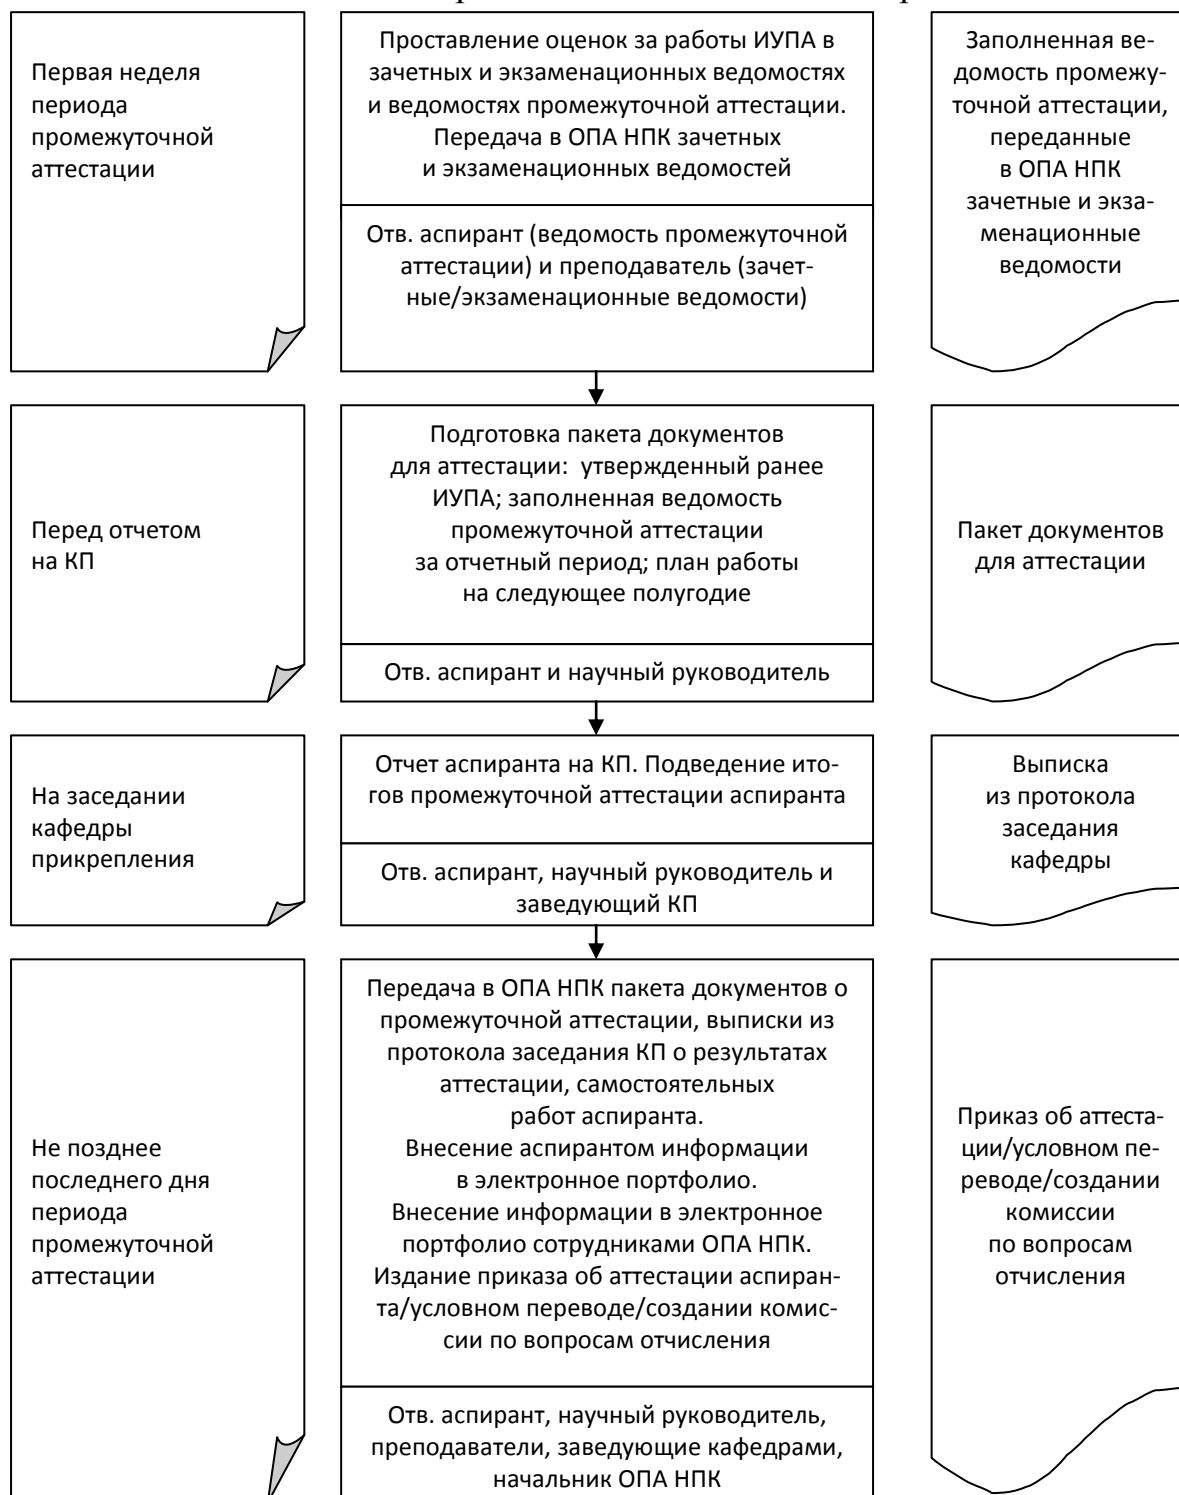 Первая неделя
периода
промежуточной
аттестации
Проставление оценок за работы ИУПА в
зачетных и экзаменационных ведомостях
и ведомостях промежуточной аттестации.
Передача в ОПА НПК зачетных
и экзаменационных ведомостей
Отв. аспирант (ведомость промежуточной
аттестации) и преподаватель (зачет-
ные/экзаменационные ведомости)
Заполненная ве-
домость промежу-
точной аттестации,
переданные
в ОПА НПК
зачетные и экза-
менационные
ведомости
Перед отчетом
на КП
Подготовка пакета документов
для аттестации: утвержденный ранее
ИУПА; заполненная ведомость
промежуточной аттестации
за отчетный период; план работы
на следующее полугодие
Отв. аспирант и научный руководитель
Пакет документов
для аттестации
На заседании
кафедры
прикрепления
Отчет аспиранта на КП. Подведение ито-
гов промежуточной аттестации аспиранта
Отв. аспирант, научный руководитель и
заведующий КП
Выписка
из протокола
заседания
кафедры
Не позднее
последнего дня
периода
промежуточной
аттестации
Передача в ОПА НПК пакета документов о
промежуточной аттестации, выписки из
протокола заседания КП о результатах
аттестации, самостоятельных
работ аспиранта.
Внесение аспирантом информации
в электронное портфолио.
Внесение информации в электронное
портфолио сотрудниками ОПА НПК.
Издание приказа об аттестации аспиран-
та/условном переводе/создании комис-
сии по вопросам отчисления
Отв. аспирант, научный руководитель,
преподаватели, заведующие кафедрами,
начальник ОПА НПК
Приказ об аттеста-
ции/условном пе-
реводе/создании
комиссии
по вопросам
отчисления